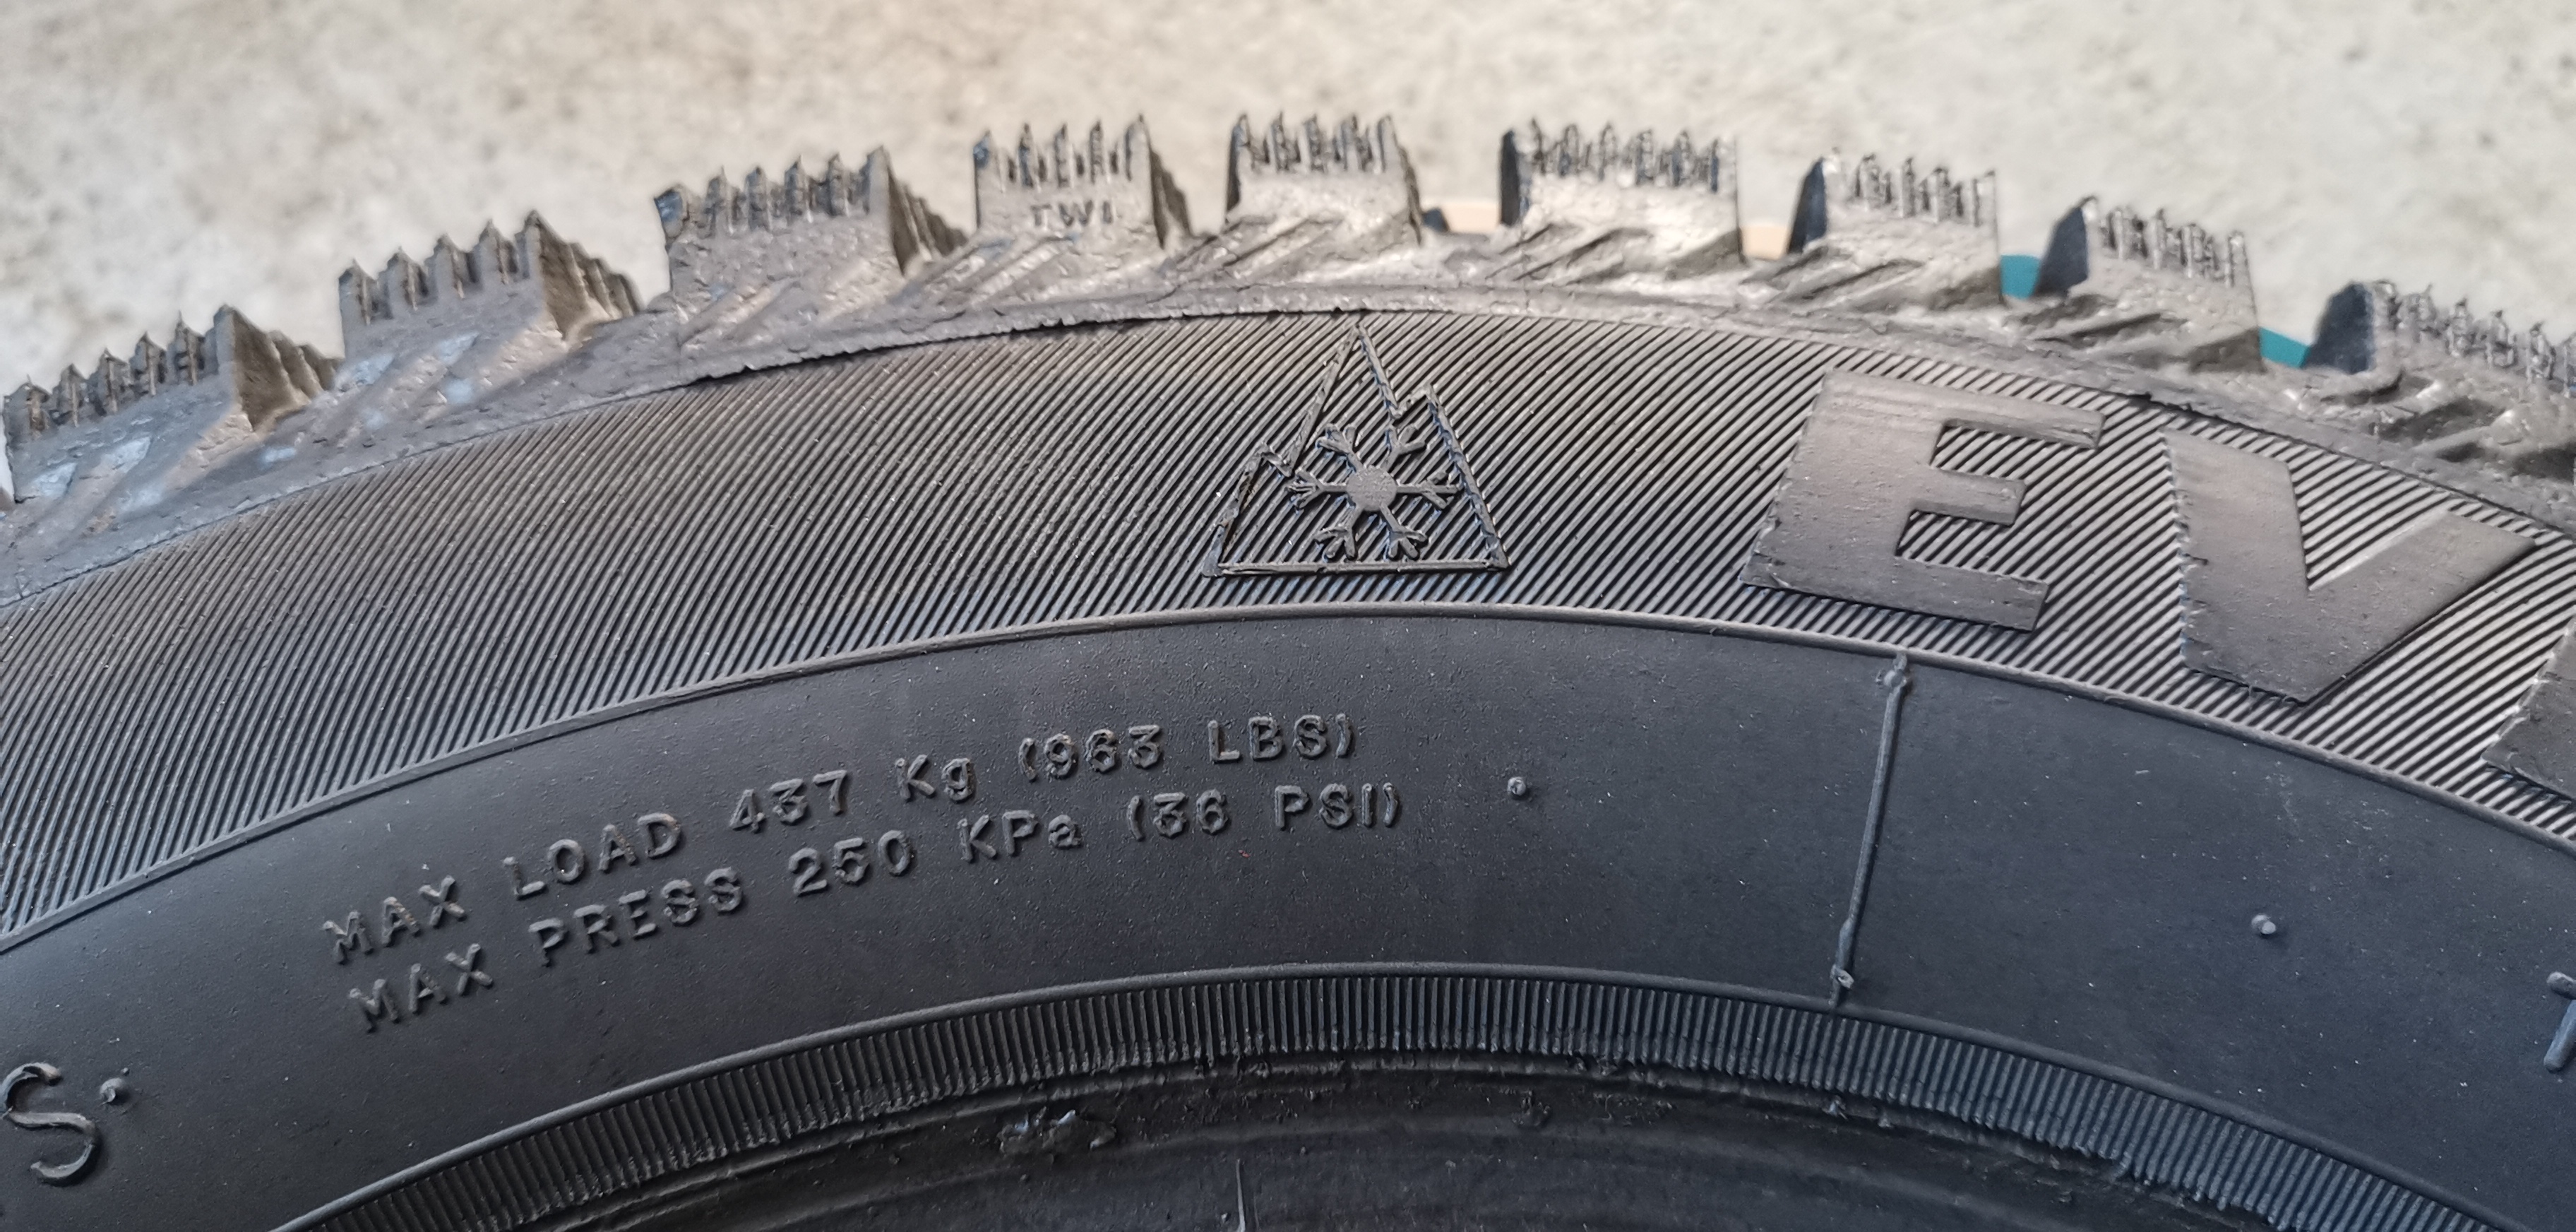 TWI
EV
MAX LOAD 437 Kg (963 LBS)
MAX PRESS 250 KPa (36 PSI)
S